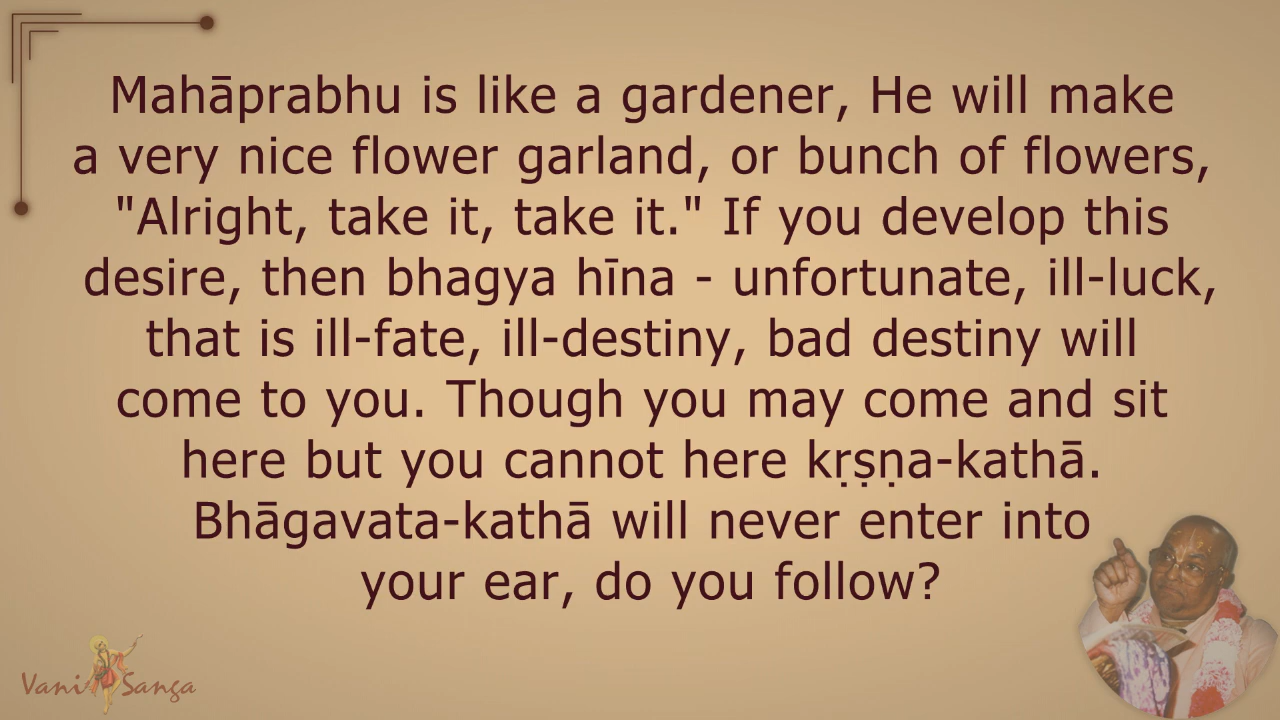 Mahāprabhu is like a gardener, He will make
a very nice flower garland, or bunch of flowers,
"Alright, take it, take it." If you develop this
desire, then bhagya hīna - unfortunate, ill-luck,
that is ill-fate, ill-destiny, bad destiny will
come to you. Though you may come and sit
here but you cannot here kṛṣṇa-kathā.
Bhāgavata-kathā will never enter into
your ear, do you follow?
Vani Sanga